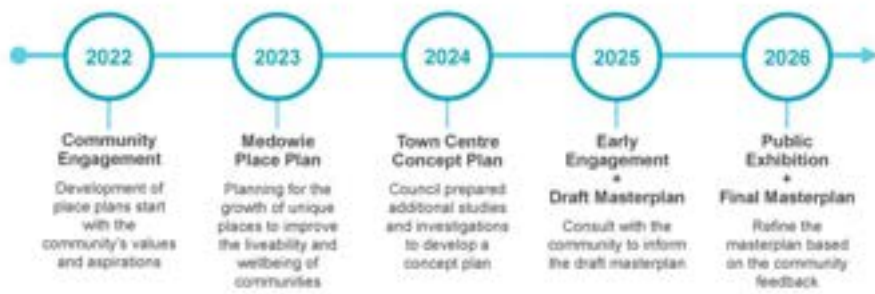 2022
Community
Engagement
Development of
place plans start
with the
community's values
and aspirations
2023
Medowie
Place Plan
Planning for the
growth of unique
places to improve
the liveability and
wellbeing of
communities
2024
Town Centre
Concept Plan
Council prepared
additional studies
and investigations
to develop a
concept plan
2025
Early
Engagement
+
Draft Masterplan
Consult with the
community to inform
the draft masterplan
2026
Public
Exhibition
+
Final Masterplan
Refine the
masterplan based
on the community
feedback